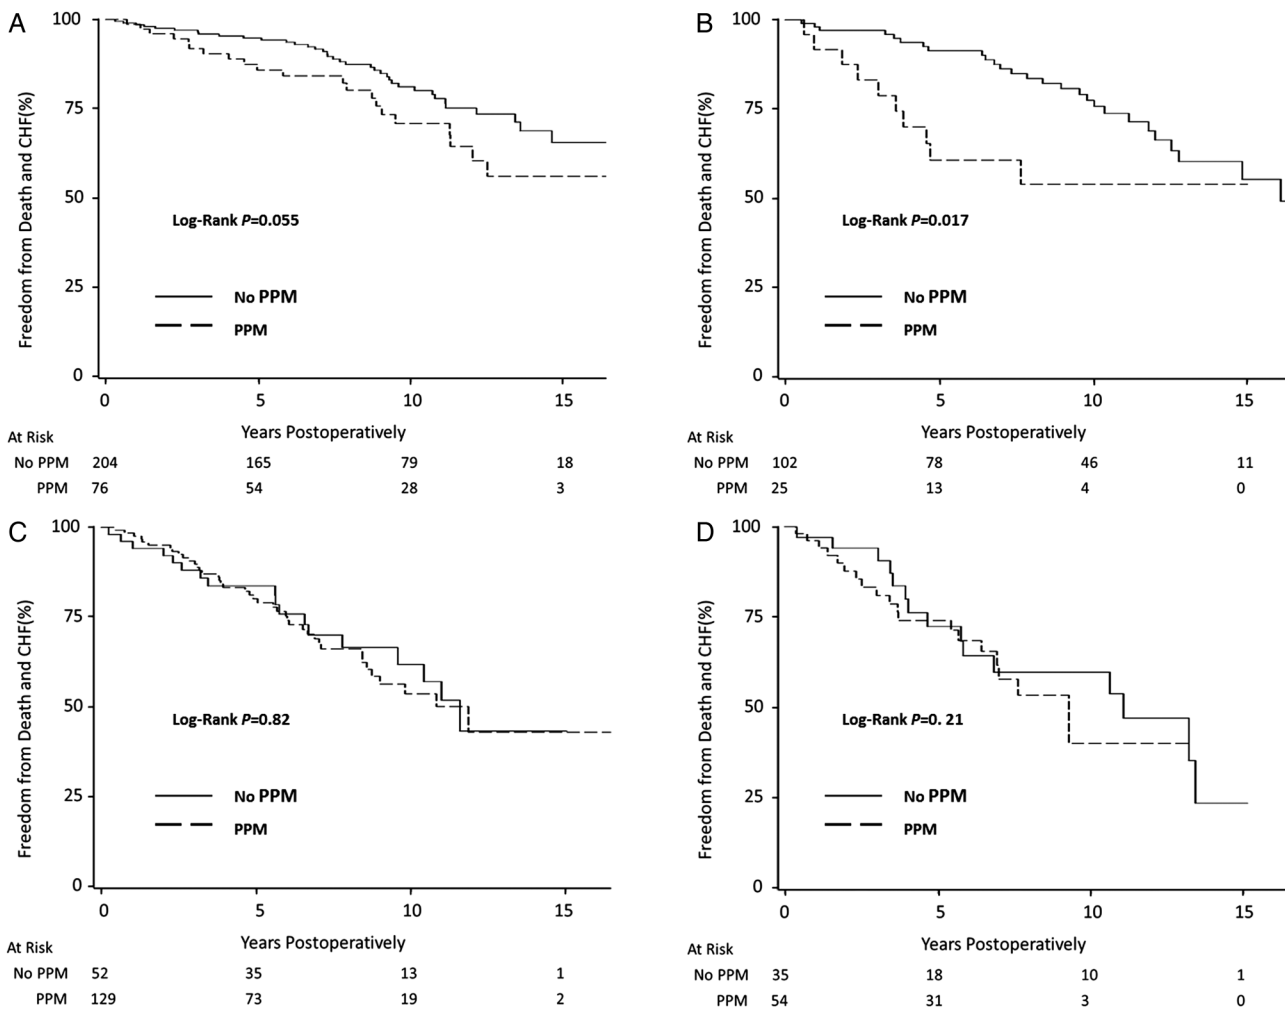 A
Freedom from Death and CHF(%)
100
75
50
25
0
Log-Rank P=0.055
No PPM
PPM
0 5 10 15
Years Postoperatively
At Risk
No PPM 204 165 79 18
PPM 76 54 28 3
B
Freedom from Death and CHF(%)
100
75
50
25
0
Log-Rank P=0.017
No PPM
PPM
0 5 10 15
Years Postoperatively
At Risk
No PPM 102 78 46 11
PPM 25 13 4 0
C
Freedom from Death and CHF(%)
100
75
50
25
0
Log-Rank P=0.82
No PPM
PPM
0 5 10 15
Years Postoperatively
At Risk
No PPM 52 35 13 1
PPM 129 73 19 2
D
Freedom from Death and CHF(%)
100
75
50
25
0
Log-Rank P=0. 21
No PPM
PPM
0 5 10 15
Years Postoperatively
At Risk
No PPM 35 18 10 1
PPM 54 31 3 0